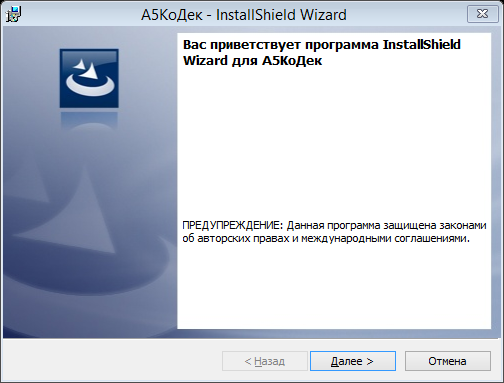 А5КоДек - InstallShield Wizard
Вас приветствует программа InstallShield
Wizard для А5КоДек
ПРЕДУПРЕЖДЕНИЕ: Данная программа защищена законами
об авторских правах и международными соглашениями.
< Назад
Далее >
Отмена